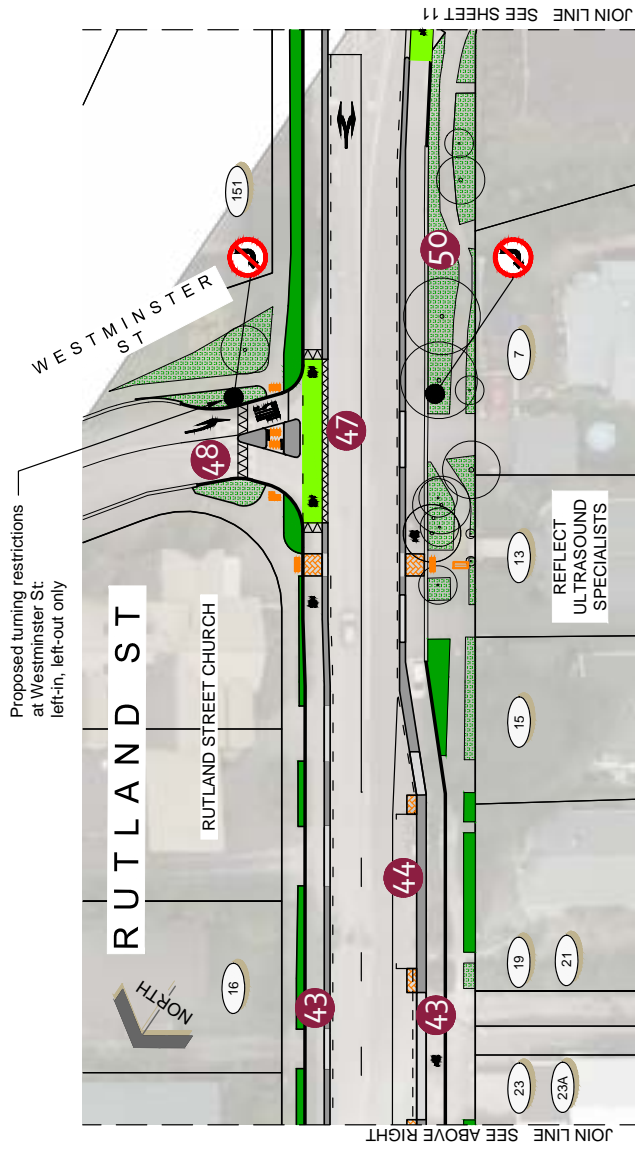 Proposed turning restrictions
at Westminster St:
left-in, left-out only
WESTMINSTER
ST
151
48
47
50
RUTLAND ST
RUTLAND STREET CHURCH
16
NORTH
43
44
43
7
13
REFLECT
ULTRASOUND
SPECIALISTS
15
19
21
23
23A
JOIN LINE SEE SHEET 11
JOIN LINE SEE ABOVE RIGHT